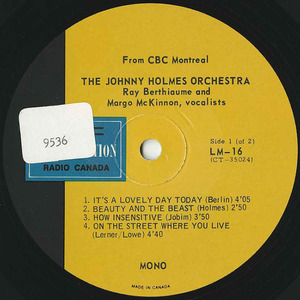 From CBC Montreal
THE JOHNNY HOLMES ORCHESTRA
Ray Berthiaume and
Margo McKinnon, vocalists
9536
RADIO CANADA
Side 1 (of 2)
LM-16
(CT-35024)
1. IT'S A LOVELY DAY TODAY (Berlin) 4'05
2. BEAUTY AND THE BEAST (Holmes) 2'50
3. HOW INSENSITIVE (Jobim) 3'50
4. ON THE STREET WHERE YOU LIVE
(Lerner/Lowe) 4'40
MONO
MADE IN CANADA